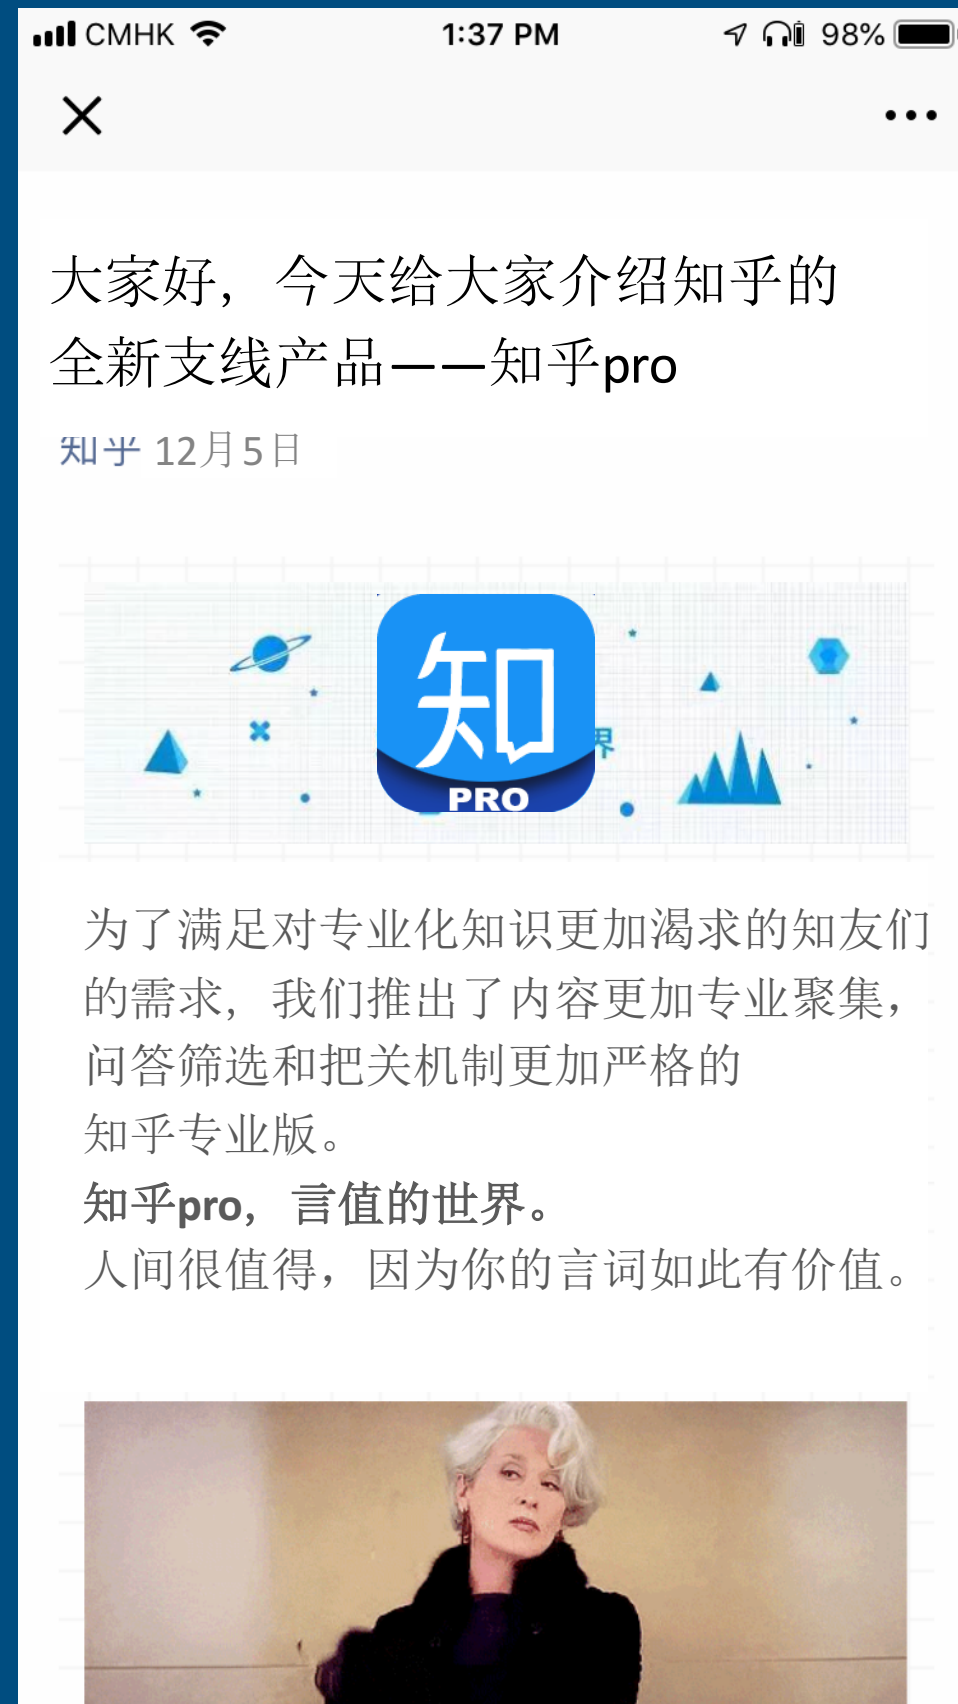 CMHK 1:37 PM 98%
大家好，今天给大家介绍知乎的
全新支线产品——知乎pro
知乎 12月5日
知
界
PRO
为了满足对专业化知识更加渴求的知友们
的需求，我们推出了内容更加专业聚集，
问答筛选和把关机制更加严格的
知乎专业版。
知乎pro，言值的世界。
人间很值得，因为你的言词如此有价值。